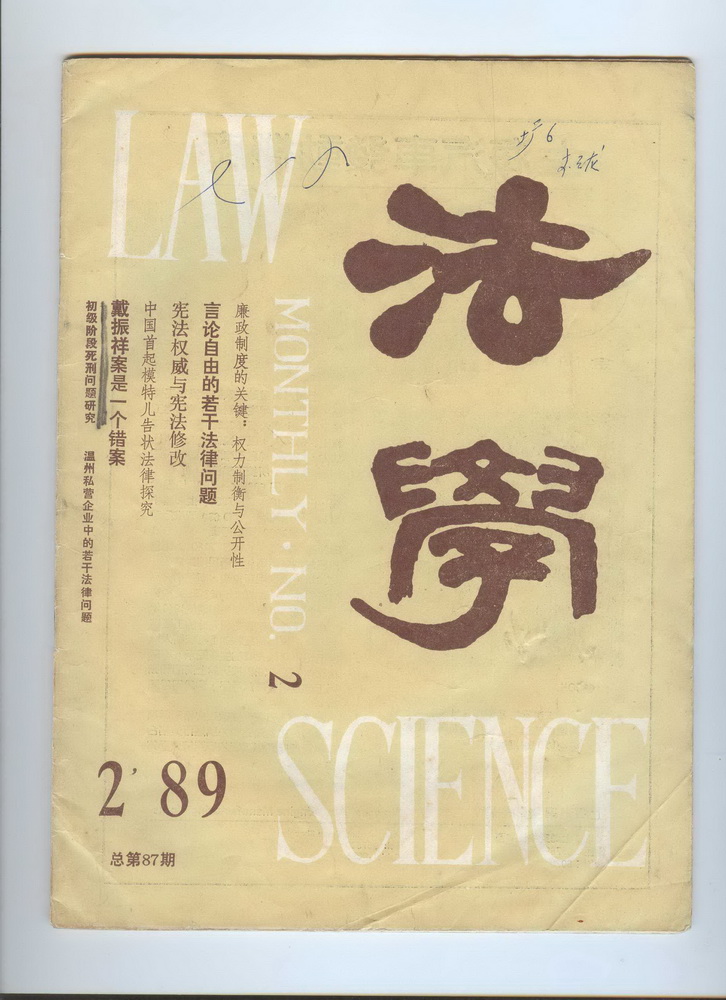 LAW
法學
MONTHLY·NO. 2
廉政制度的关键：权力制衡与公开性
言论自由的若干法律问题
宪法权威与宪法修改
中国首起模特儿告状法律探究
戴振祥案是一个错案
初级阶段死刑问题研究
温州私营企业中的若干法律问题
SCIENCE
2’89
总第87期